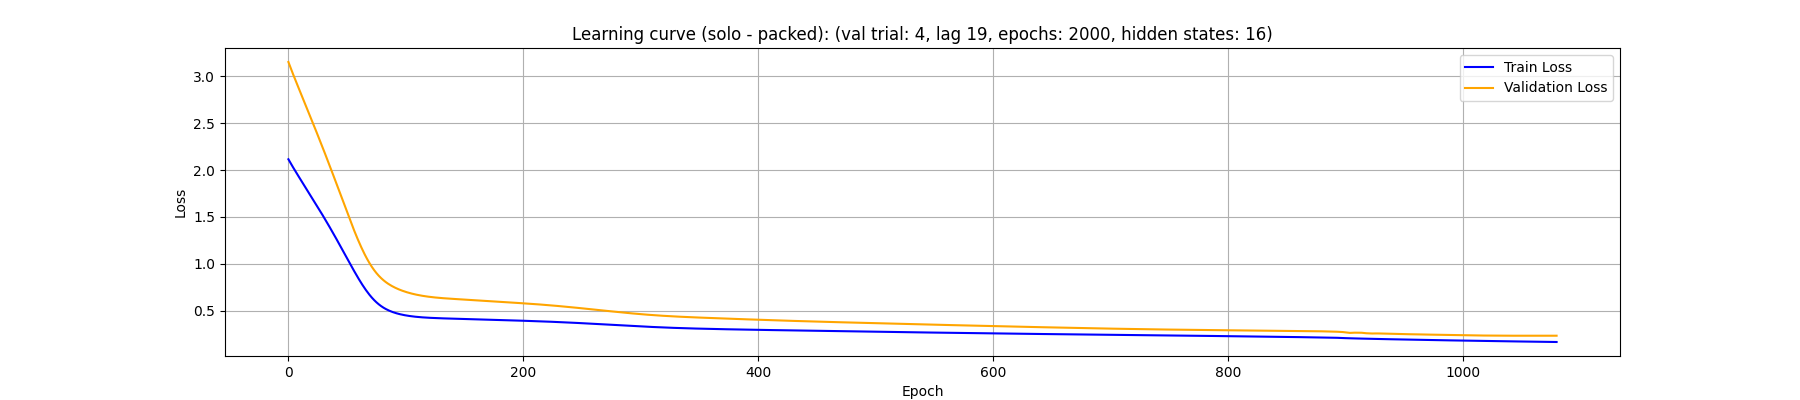 Learning curve (solo - packed): (val trial: 4, lag 19, epochs: 2000, hidden states: 16)
Train Loss
Validation Loss
3.0
2.5
2.0
1.5
1.0
0.5
Loss
0 200 400 600 800 1000
Epoch